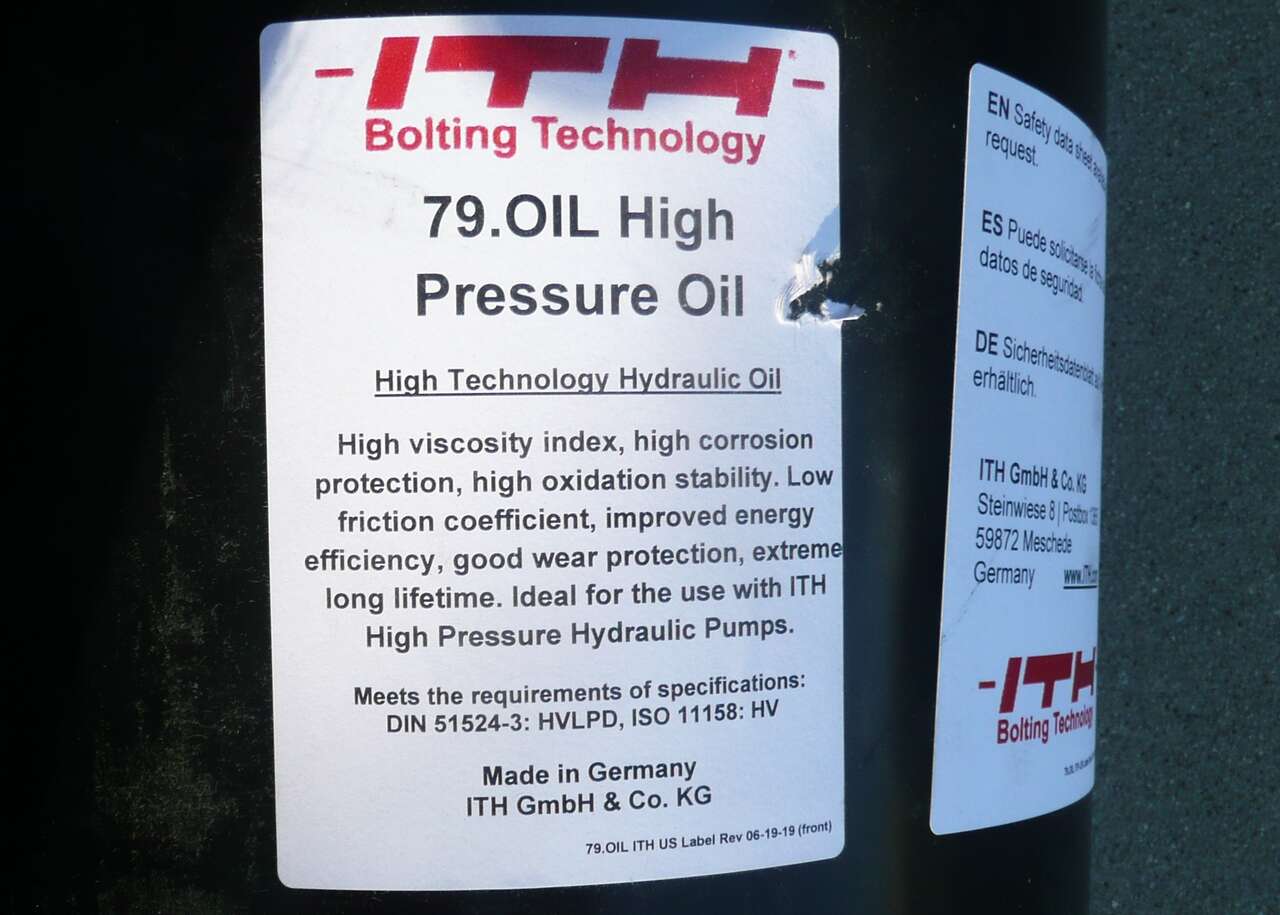 -ITH-
Bolting Technology
79.OIL High
Pressure Oil
High Technology Hydraulic Oil
High viscosity index, high corrosion
protection, high oxidation stability. Low
friction coefficient, improved energy
efficiency, good wear protection, extreme
long lifetime. Ideal for the use with ITH
High Pressure Hydraulic Pumps.
Meets the requirements of specifications:
DIN 51524-3: HVLPD, ISO 11158: HV
Made in Germany
ITH GmbH & Co. KG
79.OIL ITH US Label Rev 06-19-19 (front)
EN Safety data sheet
request.
ES Puede solicitarse la
datos de seguridad.
DE Sicherheitsdatenblatt
erhältlich.
ITH GmbH & Co. KG
Steinwiese 8 | Postbox
59872 Meschede
Germany www.ITH.
-ITH
Bolting Technology